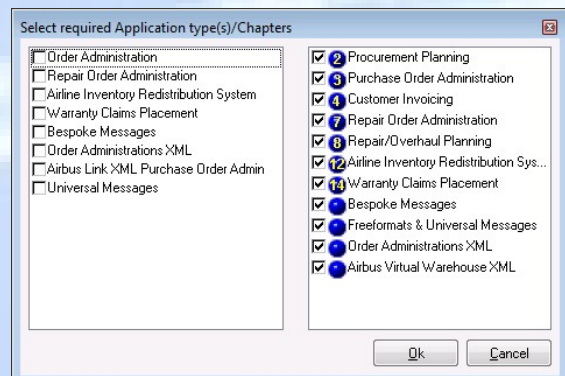 Select required Application type(s)/Chapters
Order Administration
Repair Order Administration
Airline Inventory Redistribution System
Warranty Claims Placement
Bespoke Messages
Order Administrations XML
Airbus Link XML Purchase Order Admin
Universal Messages
2 Procurement Planning
3 Purchase Order Administration
4 Customer Invoicing
7 Repair Order Administration
8 Repair/Overhaul Planning
12 Airline Inventory Redistribution Sys...
14 Warranty Claims Placement
Bespoke Messages
Freeformats & Universal Messages
Order Administrations XML
Airbus Virtual Warehouse XML
Ok Cancel